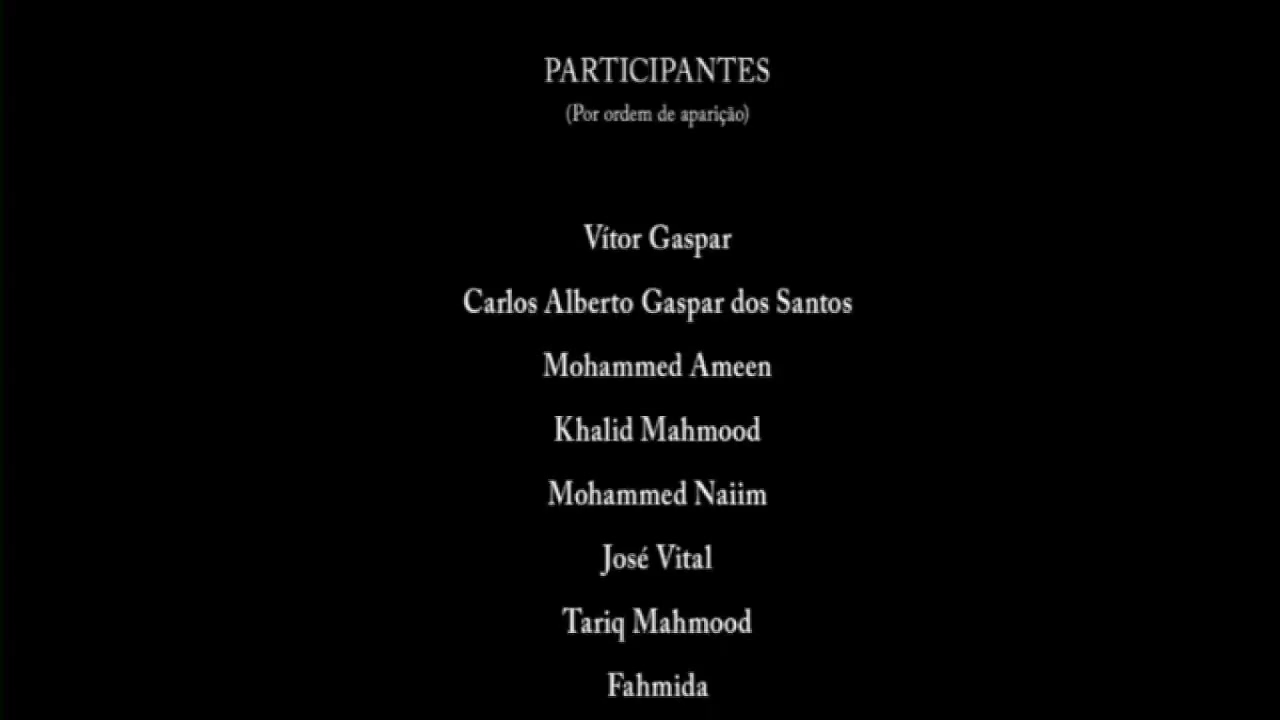 PARTICIPANTES
(Por ordem de aparição)
Vítor Gaspar
Carlos Alberto Gaspar dos Santos
Mohammed Ameen
Khalid Mahmood
Mohammed Naiim
José Vital
Tariq Mahmood
Fahmida